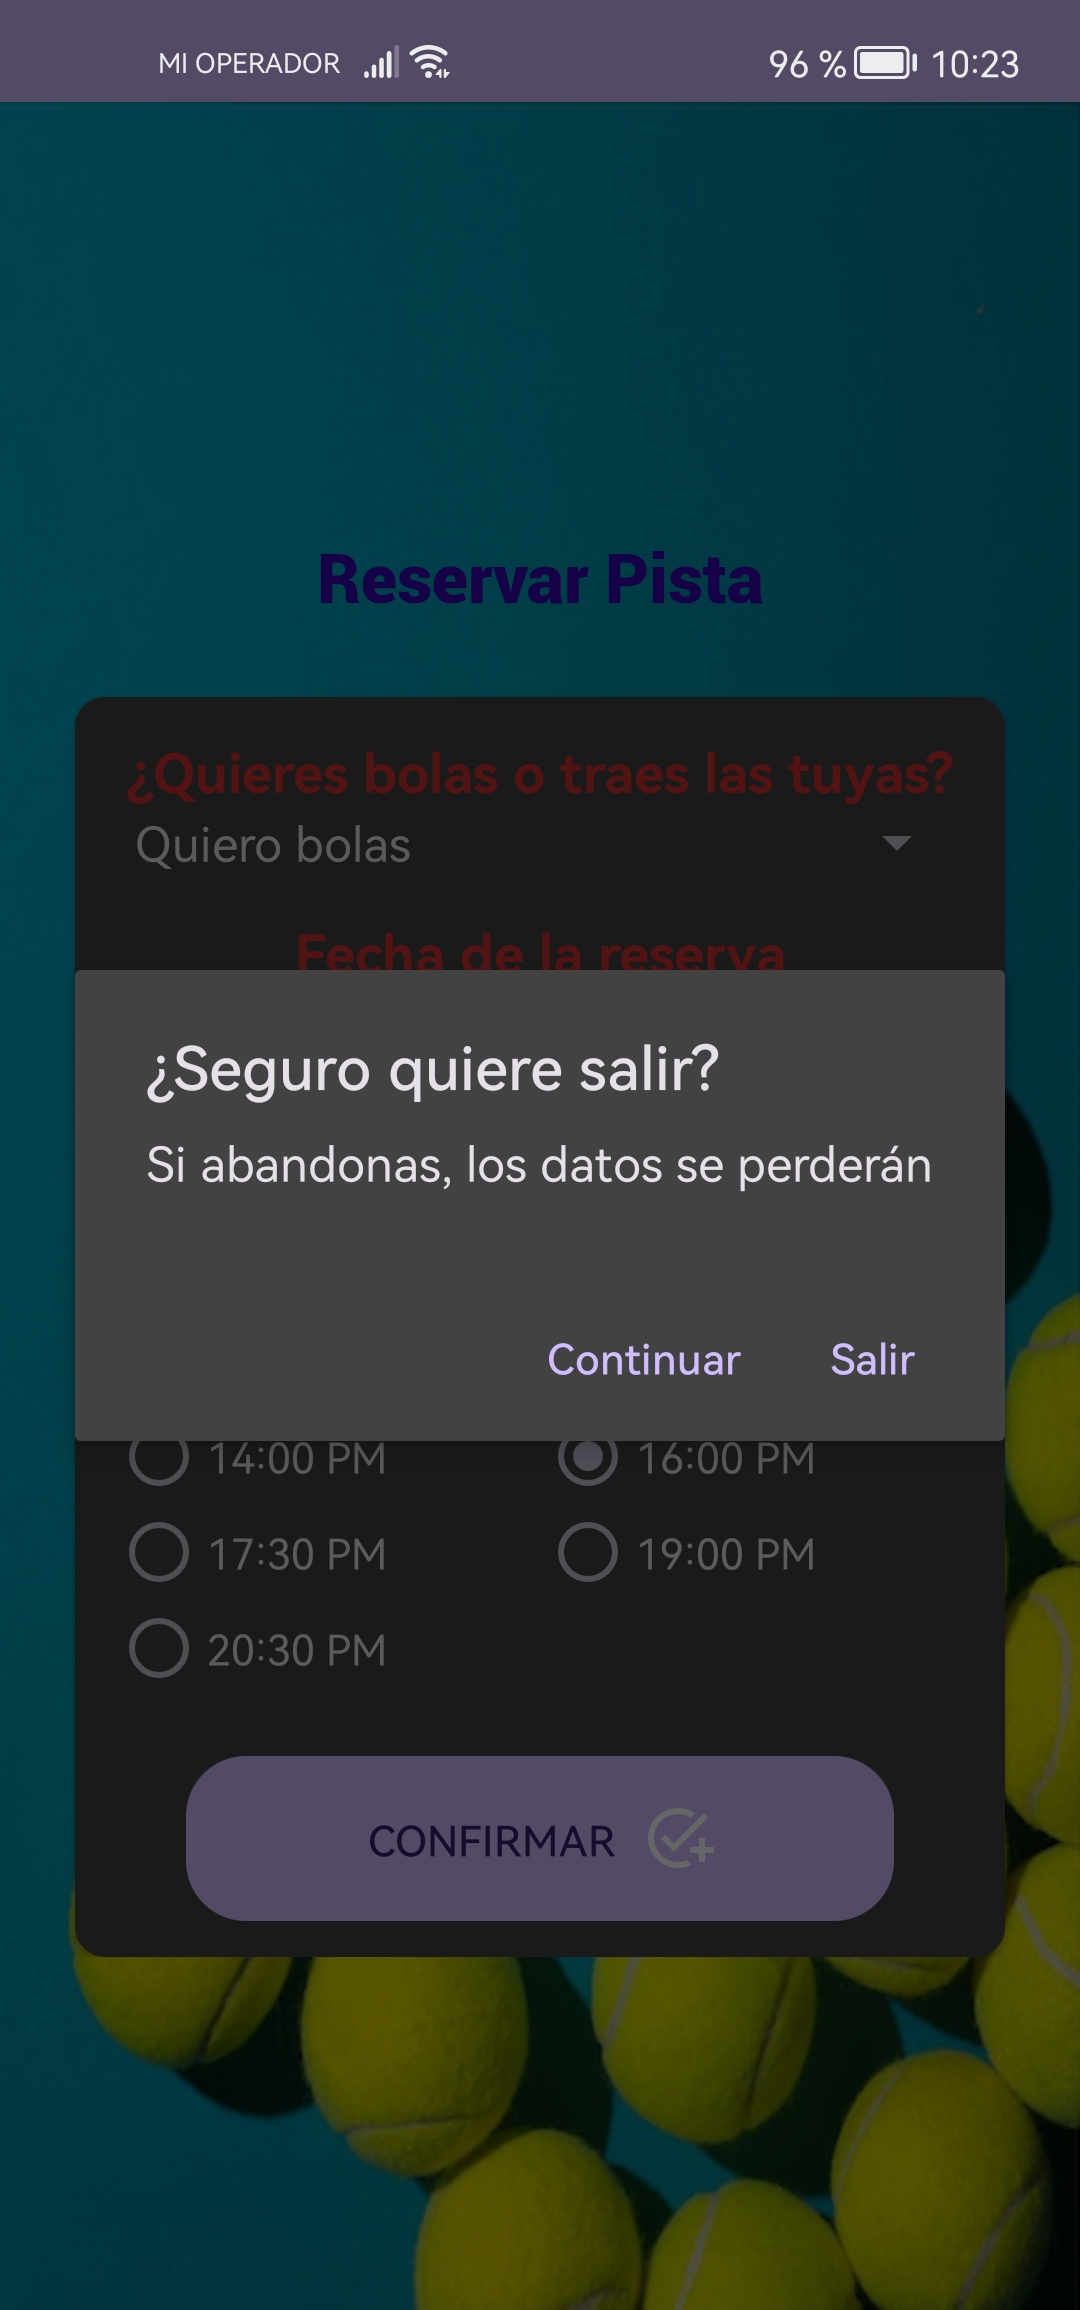 MI OPERADOR 96 % 10:23
Reservar Pista
¿Quieres bolas o traes las tuyas?
Quiero bolas
Fecha de la reserva
¿Seguro quiere salir?
Si abandonas, los datos se perderán
Continuar Salir
14:00 PM 16:00 PM
17:30 PM 19:00 PM
20:30 PM
CONFIRMAR